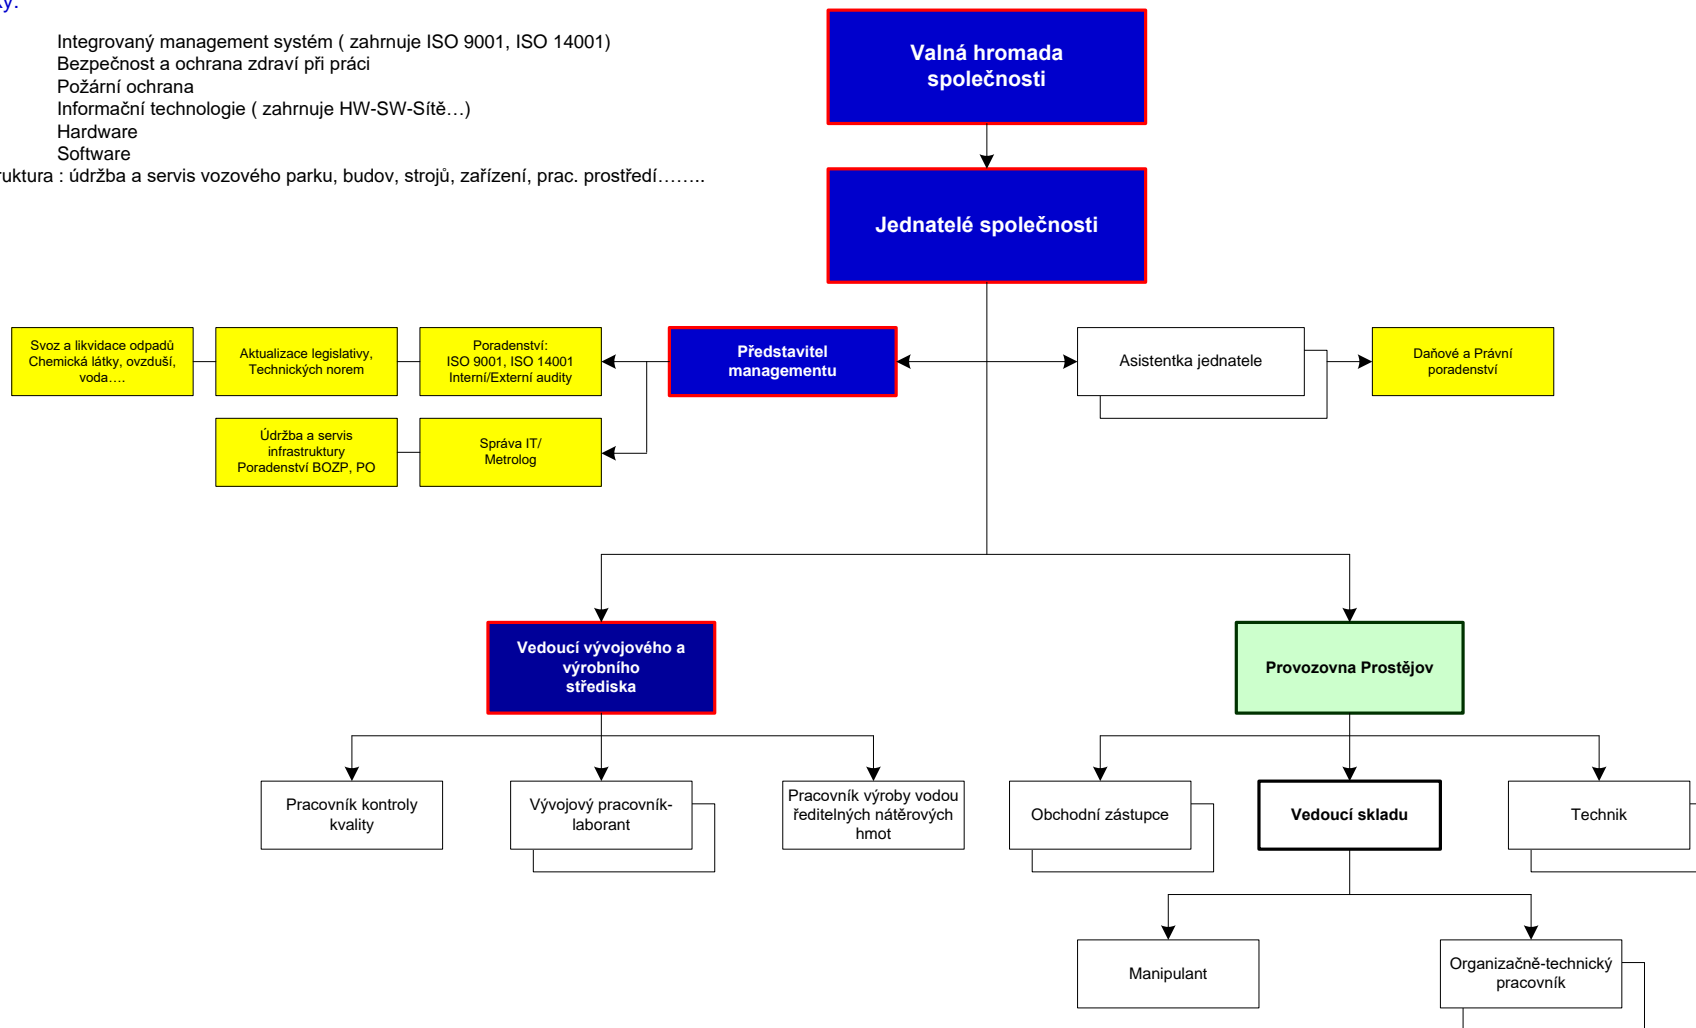 ky:
Integrovaný management systém ( zahrnuje ISO 9001, ISO 14001)
Bezpečnost a ochrana zdraví při práci
Požární ochrana
Informační technologie ( zahrnuje HW-SW-Sítě…)
Hardware
Software
ruktura : údržba a servis vozového parku, budov, strojů, zařízení, prac. prostředí……..
Valná hromada
společnosti
Jednatelé společnosti
Svoz a likvidace odpadů
Chemická látky, ovzduší,
voda….
Aktualizace legislativy,
Technických norem
Poradenství:
ISO 9001, ISO 14001
Interní/Externí audity
Představitel
managementu
Asistentka jednatele
Daňové a Právní
poradenství
Údržba a servis
infrastruktury
Poradenství BOZP, PO
Správa IT/
Metrolog
Vedoucí vývojového a
výrobního
střediska
Provozovna Prostějov
Pracovník kontroly
kvality
Vývojový pracovník-
laborant
Pracovník výroby vodou
ředitelných nátěrových
hmot
Obchodní zástupce
Vedoucí skladu
Technik
Manipulant
Organizačně-technický
pracovník